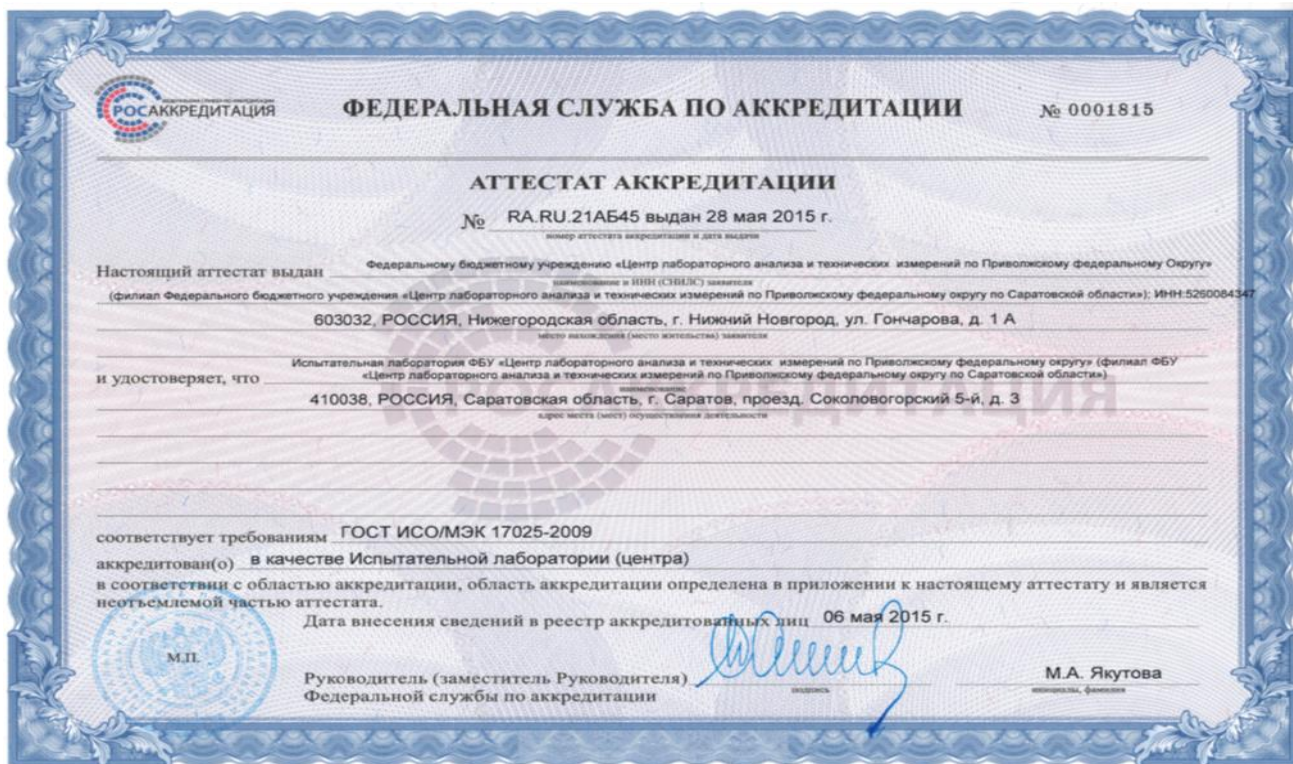 РОСАККРЕДИТАЦИЯ
ФЕДЕРАЛЬНАЯ СЛУЖБА ПО АККРЕДИТАЦИИ
№ 0001815
АТТЕСТАТ АККРЕДИТАЦИИ
№ RA.RU.21АБ45 выдан 28 мая 2015 г.
номер аттестата аккредитации и дата выдачи
Настоящий аттестат выдан Федеральному бюджетному учреждению «Центр лабораторного анализа и технических измерений по Приволжскому федеральному Округу»
наименование и ИНН (СНИЛС) заявителя
(филиал Федерального бюджетного учреждения «Центр лабораторного анализа и технических измерений по Приволжскому федеральному округу по Саратовской области»); ИНН:5260084347
603032, РОССИЯ, Нижегородская область, г. Нижний Новгород, ул. Гончарова, д. 1 А
место нахождения (место жительства) заявителя
Испытательная лаборатория ФБУ «Центр лабораторного анализа и технических измерений по Приволжскому федеральному округу» (филиал ФБУ
и удостоверяет, что «Центр лабораторного анализа и технических измерений по Приволжскому федеральному округу по Саратовской области»)
наименование
410038, РОССИЯ, Саратовская область, г. Саратов, проезд. Соколовогорский 5-й, д. 3
адрес места (мест) осуществления деятельности
соответствует требованиям ГОСТ ИСО/МЭК 17025-2009
аккредитован(о) в качестве Испытательной лаборатории (центра)
в соответствии с областью аккредитации, область аккредитации определена в приложении к настоящему аттестату и является
неотъемлемой частью аттестата.
Дата внесения сведений в реестр аккредитованных лиц 06 мая 2015 г.
М.П.
Руководитель (заместитель Руководителя)
Федеральной службы по аккредитации
подпись
М.А. Якутова
инициалы, фамилия